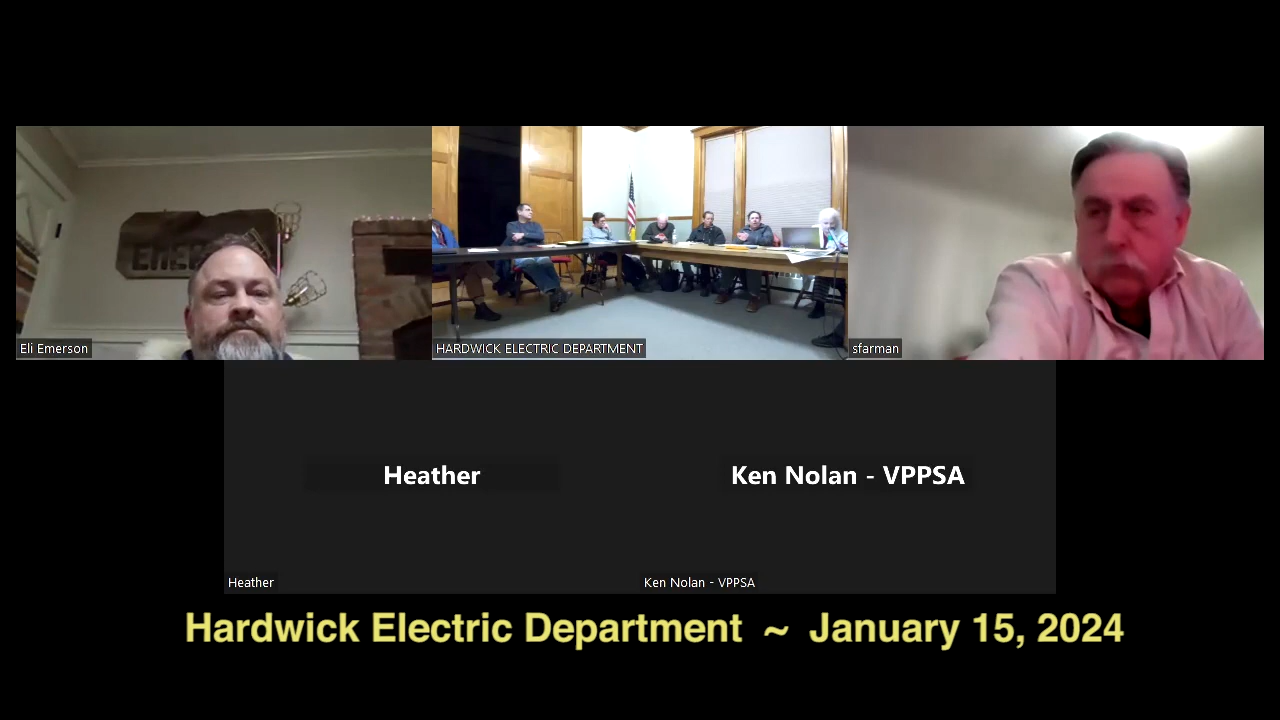 EME
Eli Emerson
HARDWICK ELECTRIC DEPARTMENT
sfarman
Heather
Ken Nolan - VPPSA
Heather
Ken Nolan - VPPSA
Hardwick Electric Department ~ January 15, 2024